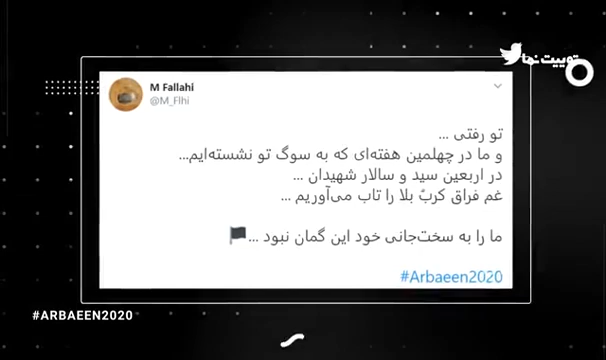 توییت‌نما
M Fallahi
@M_Flhi
تو رفتی ...
و ما در چهلمین هفته‌ای که به سوگ تو نشسته‌ایم...
در اربعین سید و سالار شهیدان ...
غم فراق کربُ بلا را تاب می‌آوریم ...
ما را به سخت‌جانی خود این گمان نبود ...
#Arbaeen2020
#ARBAEEN2020